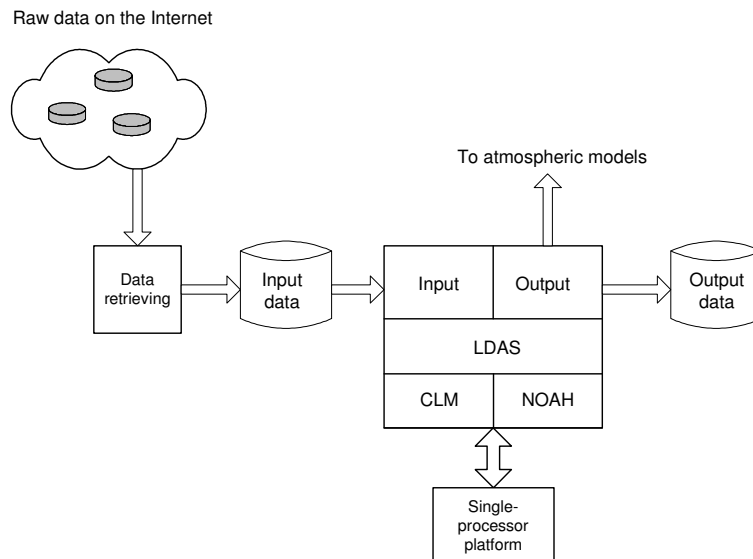 Raw data on the Internet
To atmospheric models
Data
retrieving
Input
data
Input
Output
Output
data
LDAS
CLM
NOAH
Single-
processor
platform